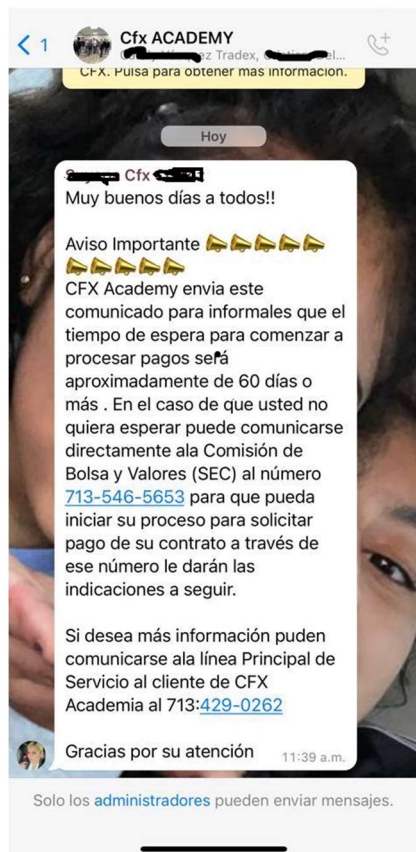 1
Cfx ACADEMY
Tradex,
CFX. Pulsa para obtener más información.
Hoy
Cfx
Muy buenos días a todos!!
Aviso Importante
CFX Academy envia este
comunicado para informales que el
tiempo de espera para comenzar a
procesar pagos será
aproximadamente de 60 días o
más . En el caso de que usted no
quiera esperar puede comunicarse
directamente ala Comisión de
Bolsa y Valores (SEC) al número
713-546-5653 para que pueda
iniciar su proceso para solicitar
pago de su contrato a través de
ese número le darán las
indicaciones a seguir.
Si desea más información puden
comunicarse ala línea Principal de
Servicio al cliente de CFX
Academia al 713:429-0262
Gracias por su atención
11:39 a.m.
Solo los administradores pueden enviar mensajes.